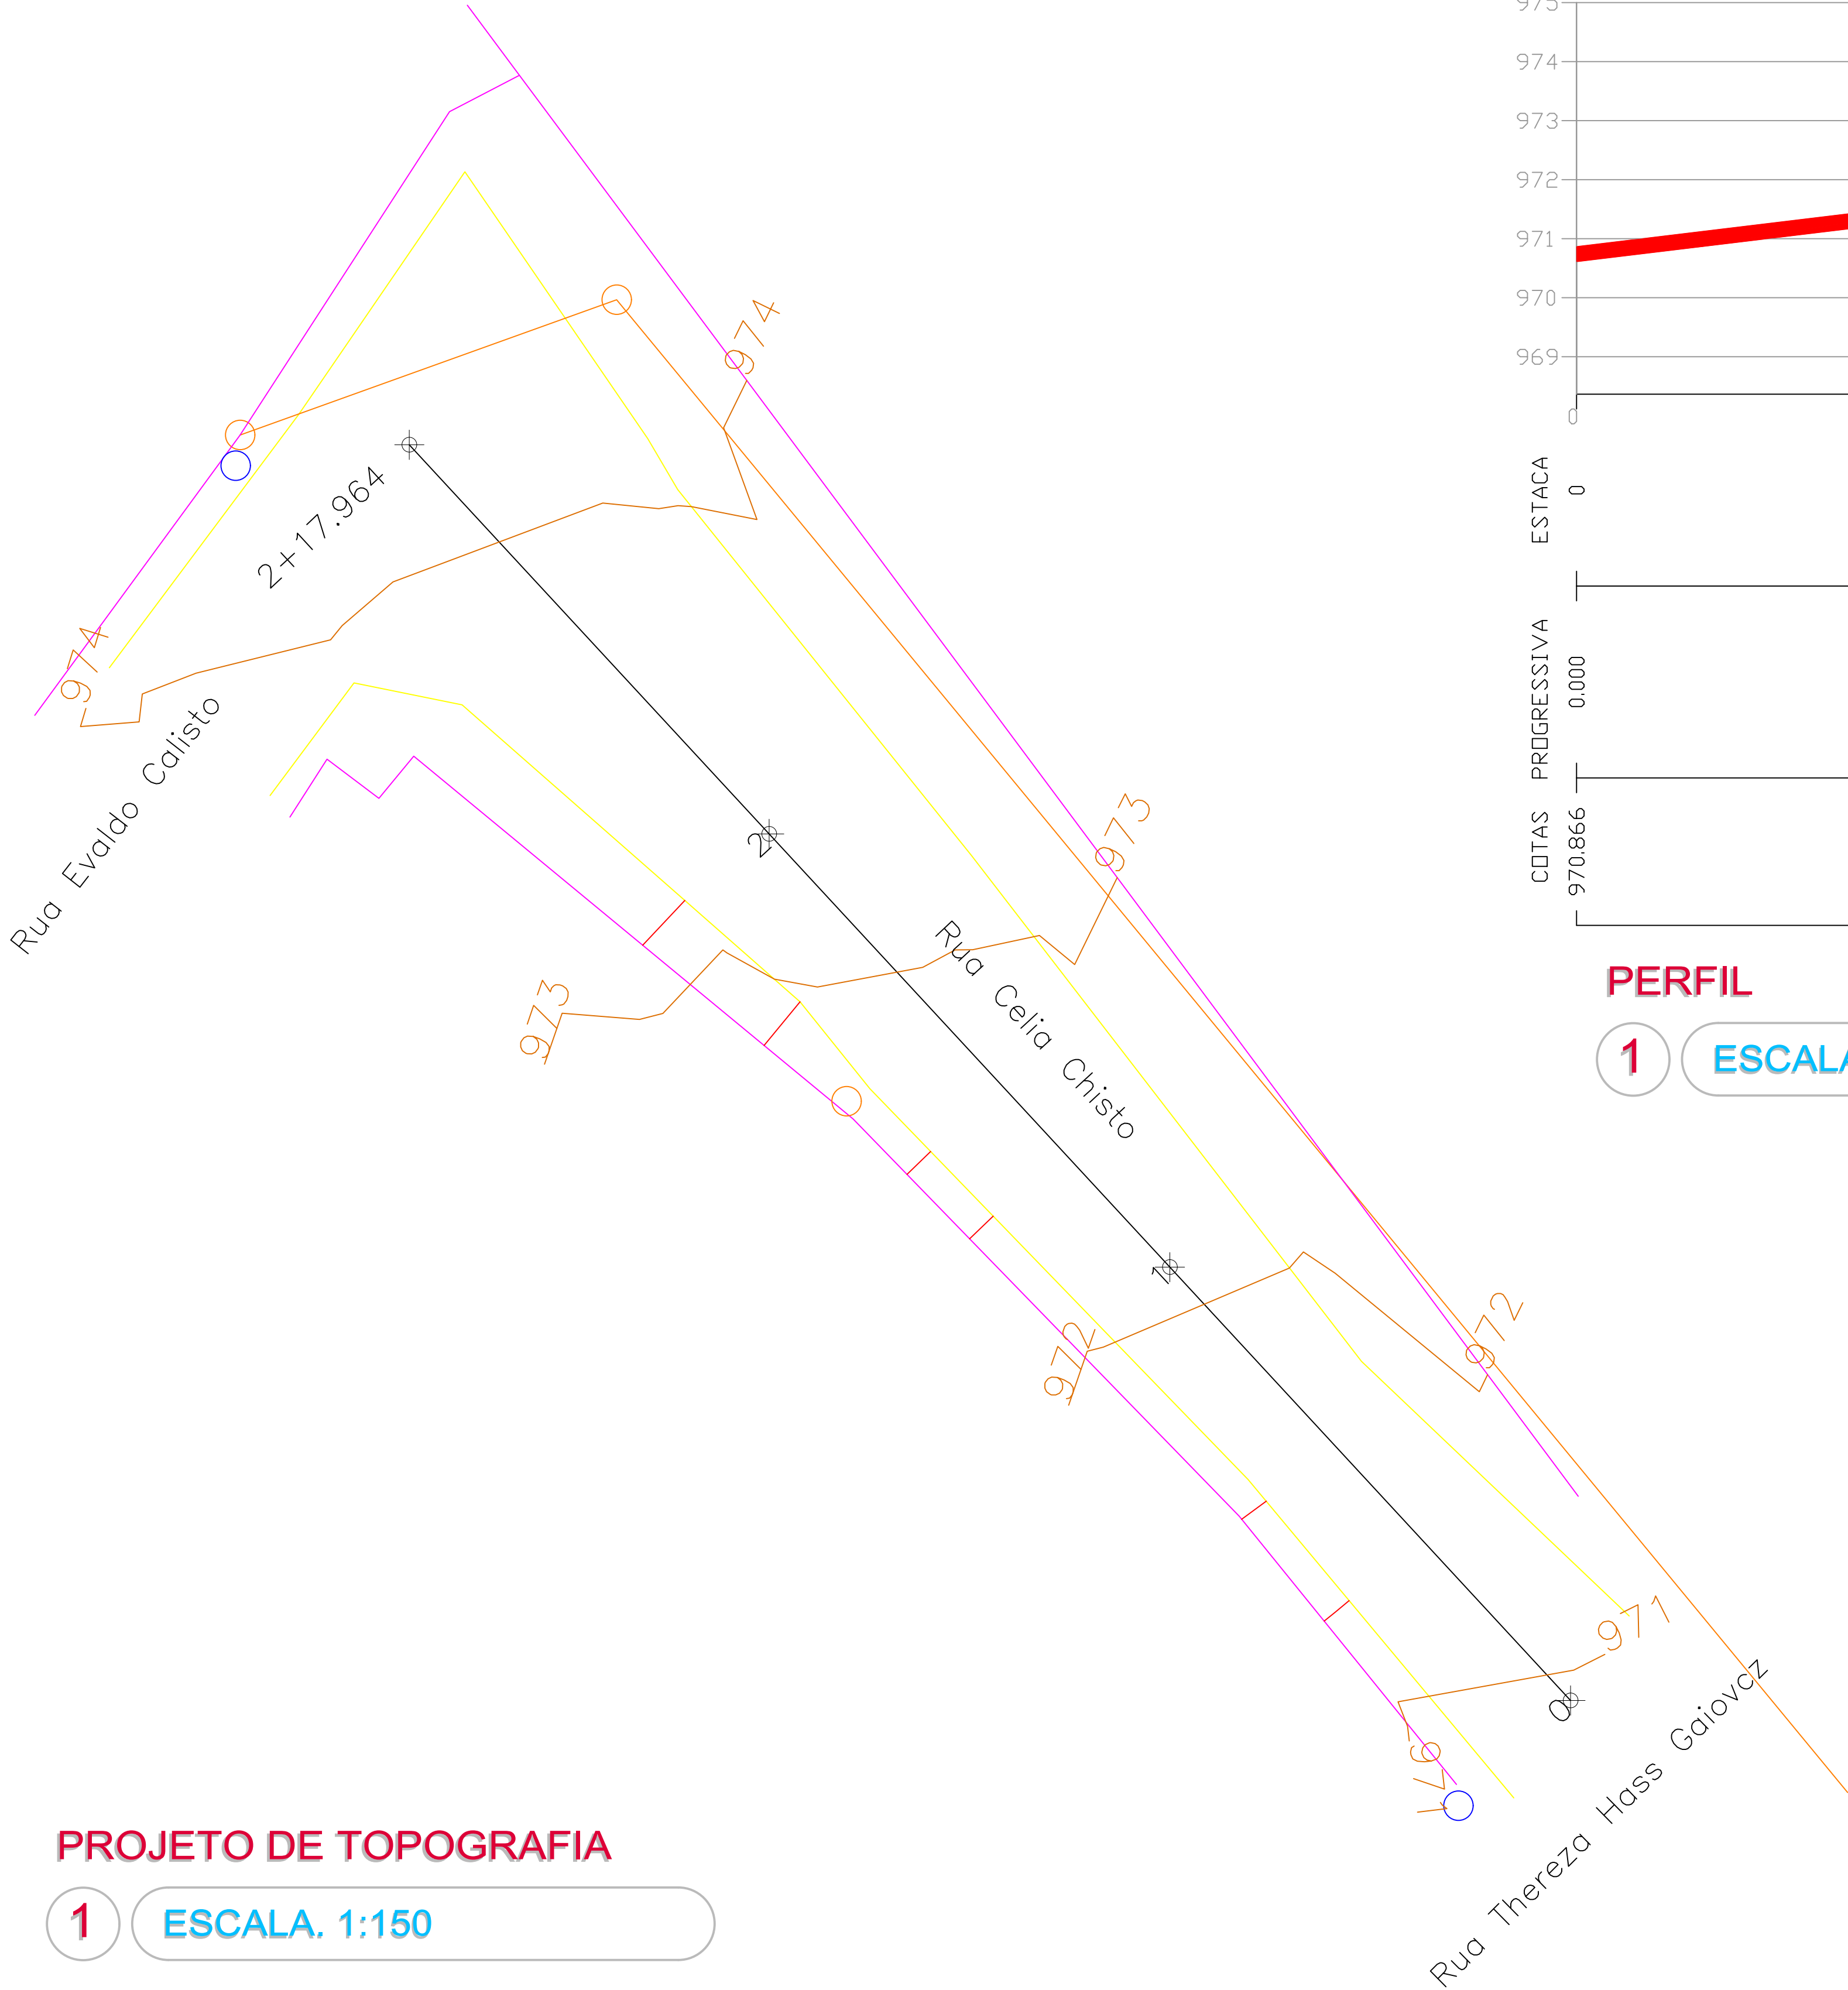 974
2+17.964
974
Rua Evaldo Calisto
2
973
973
Rua Celia Chisto
1
972
972
971
0
971
Rua Thereza Hass Gaiovcz
PROJETO DE TOPOGRAFIA
1 ESCALA. 1:150
975
974
973
972
971
970
969
0
ESTACA 0
PROGRESSIVA 0.000
COTAS 970.866
PERFIL
1 ESCALA